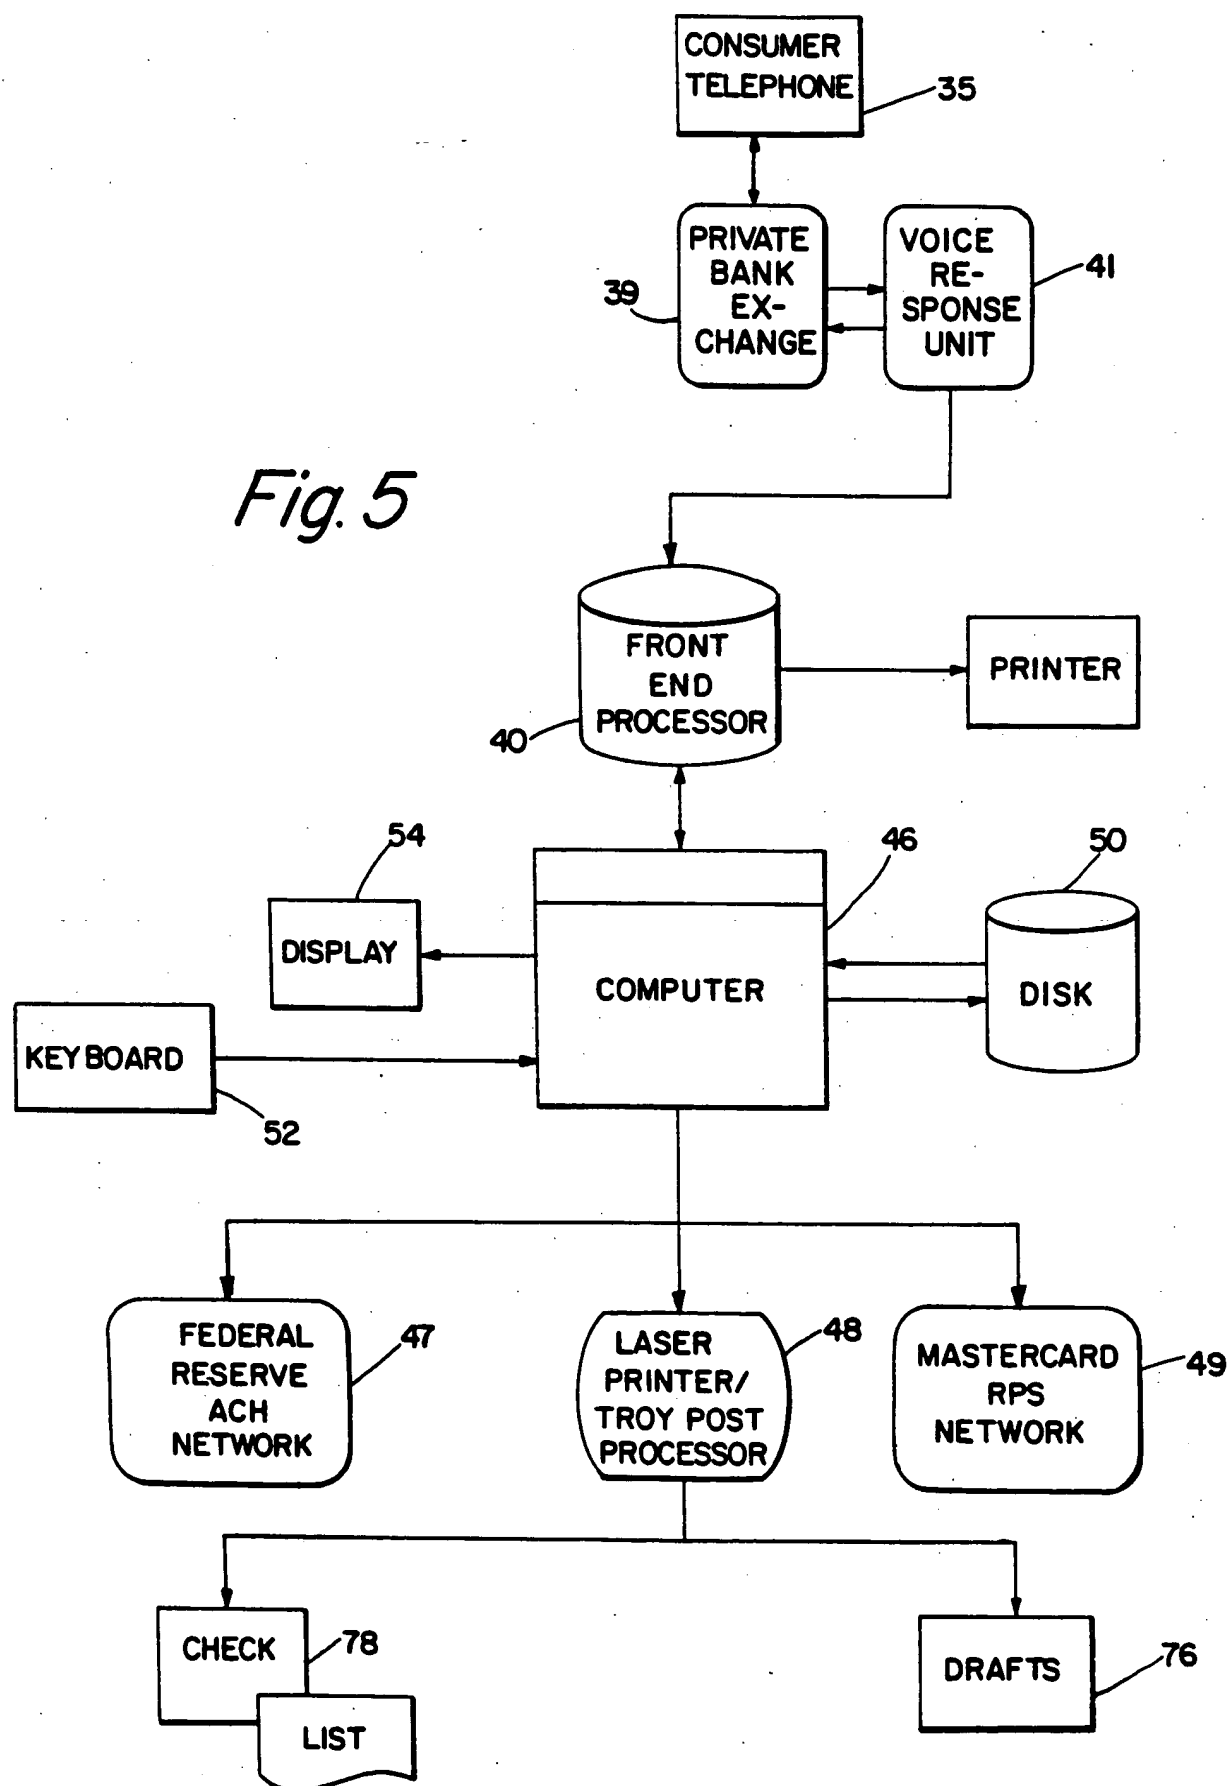 CONSUMER
TELEPHONE
35
PRIVATE
BANK
EX-
CHANGE
39
VOICE
RE-
SPONSE
UNIT
41
Fig. 5
FRONT
END
PROCESSOR
40
PRINTER
54
DISPLAY
46
COMPUTER
50
DISK
KEYBOARD
52
FEDERAL
RESERVE
ACH
NETWORK
47
LASER
PRINTER/
TROY POST
PROCESSOR
48
MASTERCARD
RPS
NETWORK
49
CHECK
78
LIST
DRAFTS
76